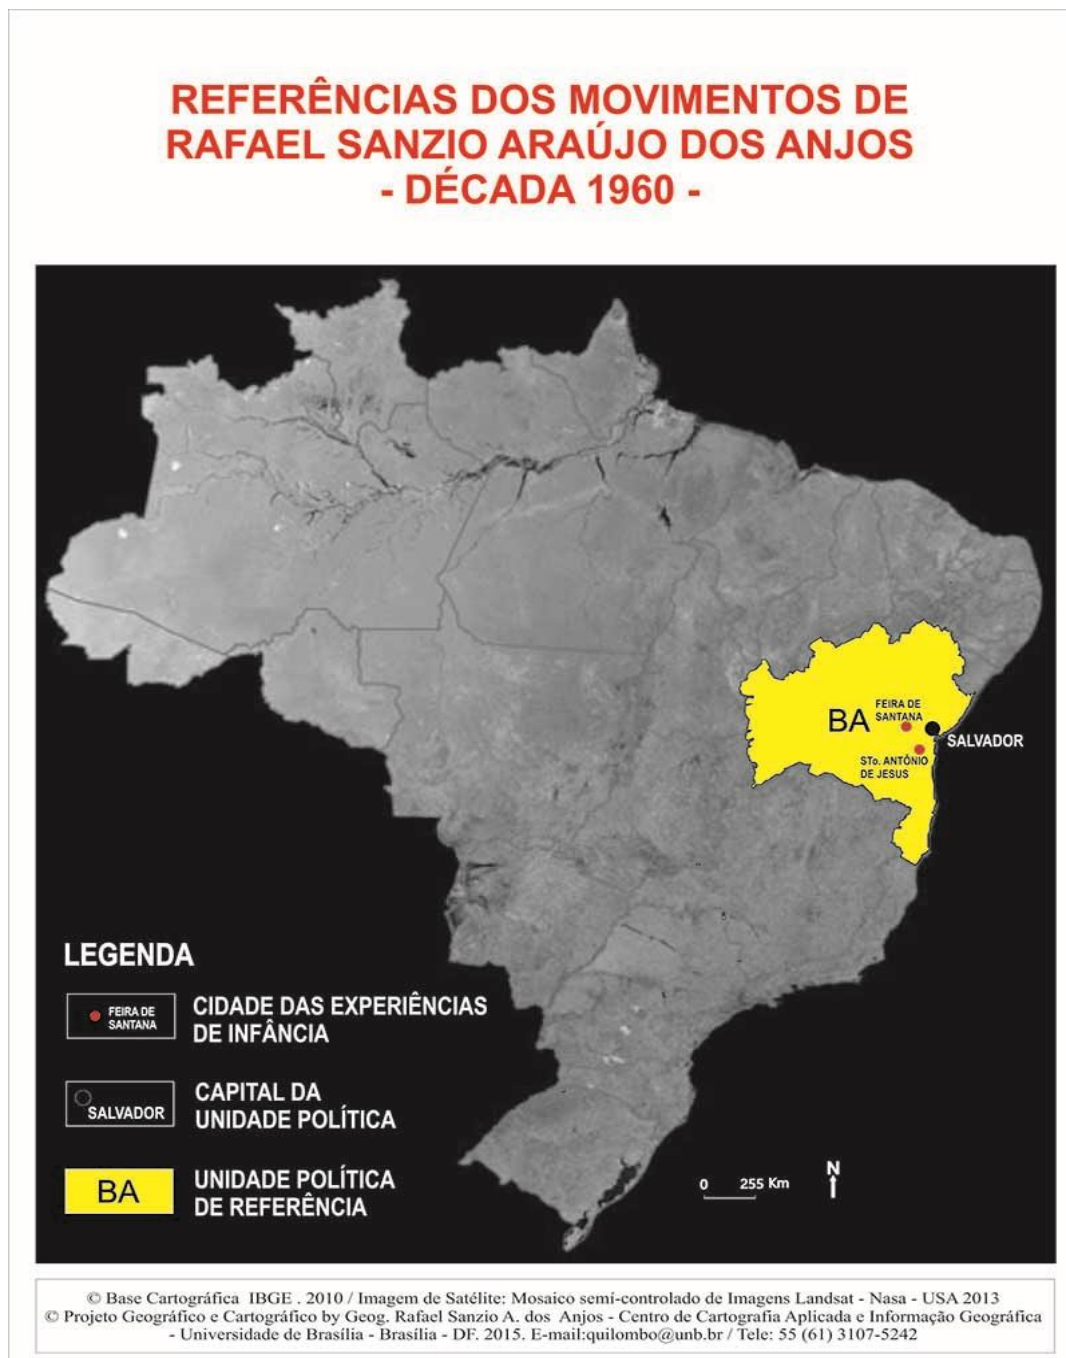 REFERÊNCIAS DOS MOVIMENTOS DE
RAFAEL SANZIO ARAÚJO DOS ANJOS
- DÉCADA 1960 -
BA
FEIRA DE
SANTANA
SALVADOR
STo. ANTÔNIO
DE JESUS
LEGENDA
FEIRA DE
SANTANA
CIDADE DAS EXPERIÊNCIAS
DE INFÂNCIA
SALVADOR
CAPITAL DA
UNIDADE POLÍTICA
BA
UNIDADE POLÍTICA
DE REFERÊNCIA
0 255 Km
N
© Base Cartográfica IBGE . 2010 / Imagem de Satélite: Mosaico semi-controlado de Imagens Landsat - Nasa - USA 2013
© Projeto Geográfico e Cartográfico by Geog. Rafael Sanzio A. dos Anjos - Centro de Cartografia Aplicada e Informação Geográfica
- Universidade de Brasília - Brasília - DF. 2015. E-mail:quilombo@unb.br / Tele: 55 (61) 3107-5242